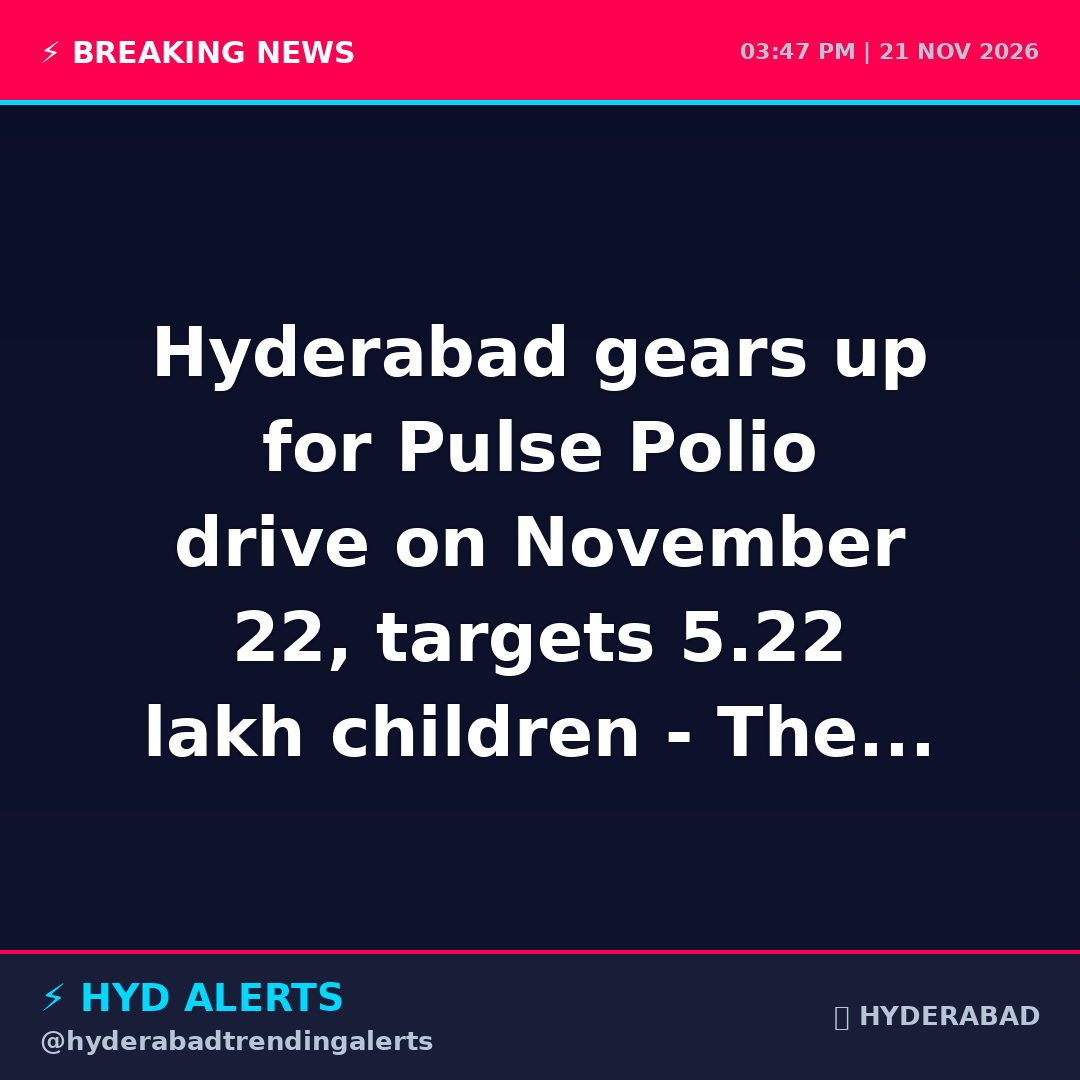 ⚡ BREAKING NEWS
03:47 PM | 21 NOV 2026
Hyderabad gears up
for Pulse Polio
drive on November
22, targets 5.22
lakh children - The...
⚡ HYD ALERTS
@hyderabadtrendingalerts
HYDERABAD